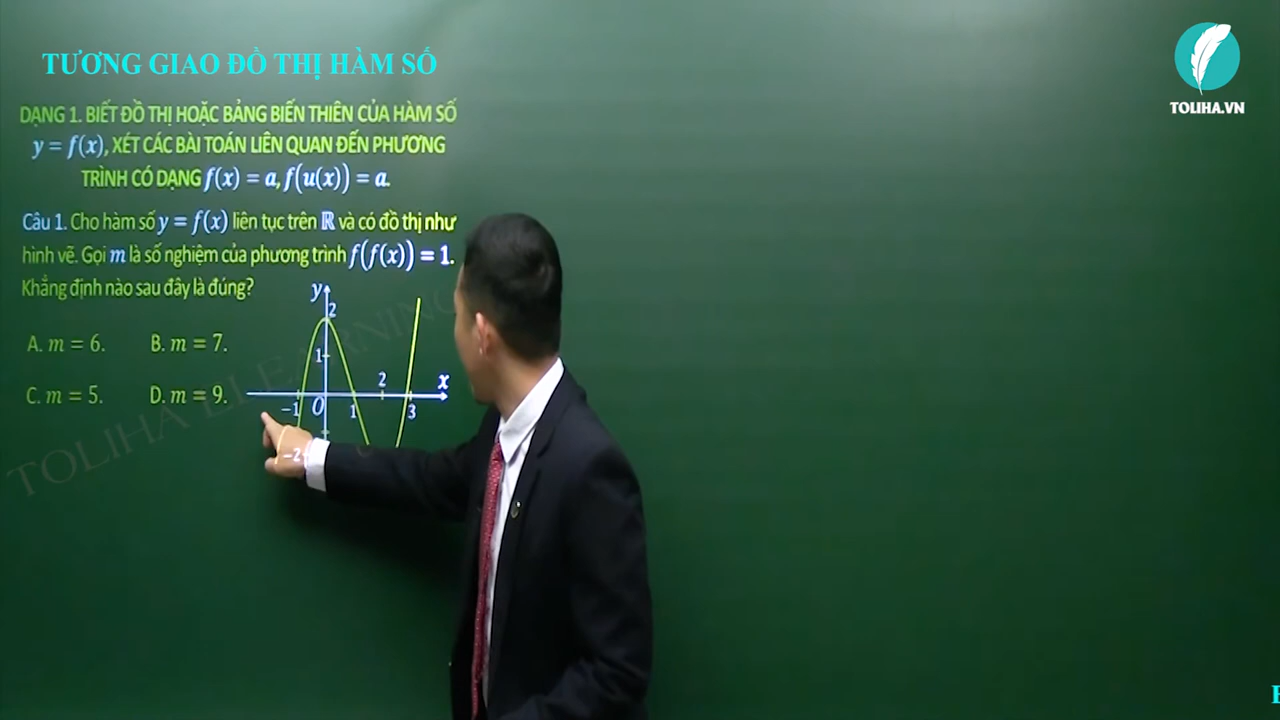 TƯƠNG GIAO ĐỒ THỊ HÀM SỐ
TOLIHA.VN
DẠNG 1. BIẾT ĐỒ THỊ HOẶC BẢNG BIẾN THIÊN CỦA HÀM SỐ
y = f(x), XÉT CÁC BÀI TOÁN LIÊN QUAN ĐẾN PHƯƠNG
TRÌNH CÓ DẠNG f(x) = a, f(u(x)) = a.
Câu 1. Cho hàm số y = f(x) liên tục trên ℝ và có đồ thị như
hình vẽ. Gọi m là số nghiệm của phương trình f(f(x)) = 1.
Khẳng định nào sau đây là đúng?
A. m = 6. B. m = 7.
C. m = 5. D. m = 9.
y
2
1
2 x
−1 O 1 3
−2
TOLIHA ELEARNING